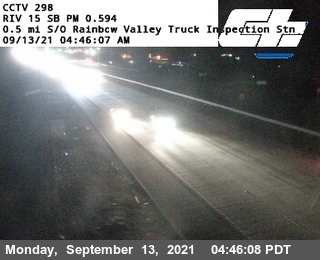 CCTV 298
RIV 15 SB PM 0.594
0.5 mi S/O Rainbow Valley Truck Inspection Stn
09/13/21 04:46:07 AM
Monday, September 13, 2021 04:46:08 PDT